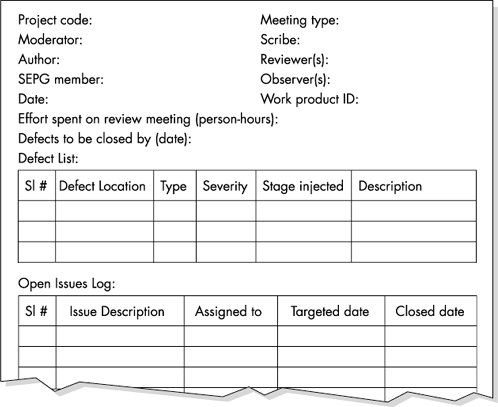 Project code: Meeting type:
Moderator: Scribe:
Author: Reviewer(s):
SEPG member: Observer(s):
Date: Work product ID:
Effort spent on review meeting (person-hours):
Defects to be closed by (date):
Defect List:
Sl # Defect Location Type Severity Stage injected Description
Open Issues Log:
Sl # Issue Description Assigned to Targeted date Closed date